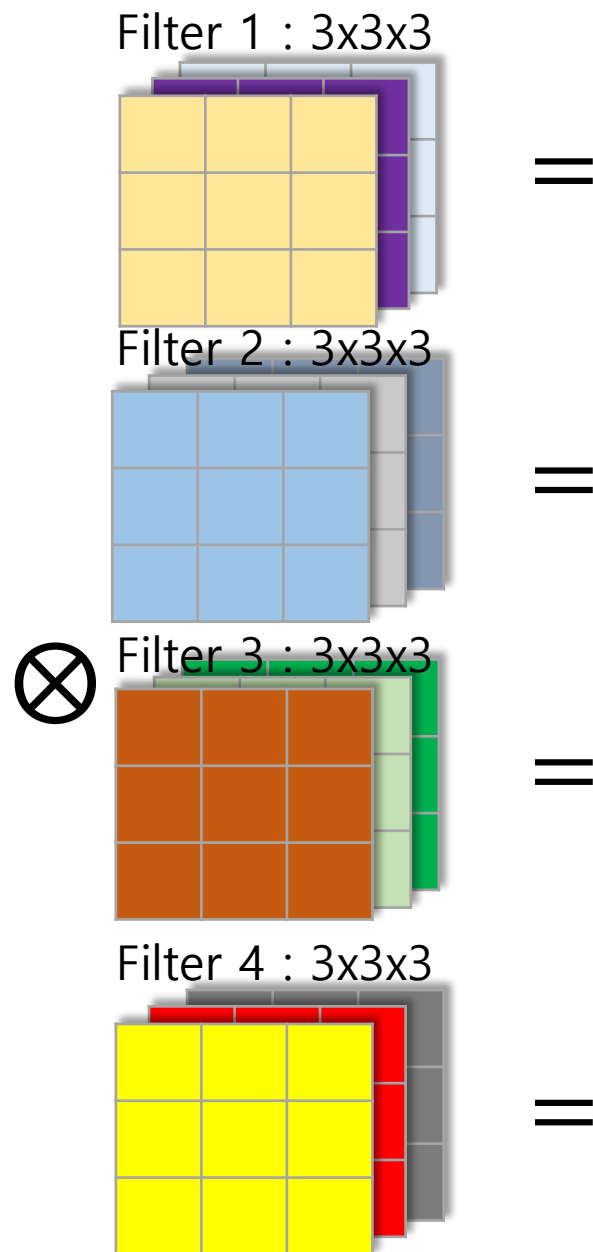 Filter 1 : 3x3x3
=
Filter 2 : 3x3x3
=
⊗ Filter 3 : 3x3x3
=
Filter 4 : 3x3x3
=